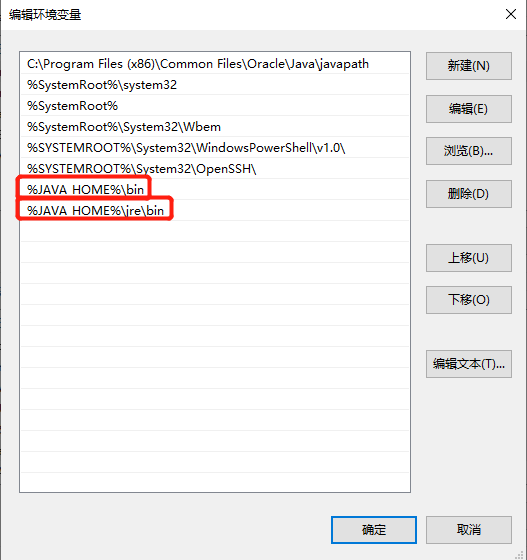 编辑环境变量
C:\Program Files (x86)\Common Files\Oracle\Java\javapath
%SystemRoot%\system32
%SystemRoot%
%SystemRoot%\System32\Wbem
%SYSTEMROOT%\System32\WindowsPowerShell\v1.0\
%SYSTEMROOT%\System32\OpenSSH\
%JAVA_HOME%\bin
%JAVA_HOME%\jre\bin
新建(N)
编辑(E)
浏览(B)...
删除(D)
上移(U)
下移(O)
编辑文本(T)...
确定
取消